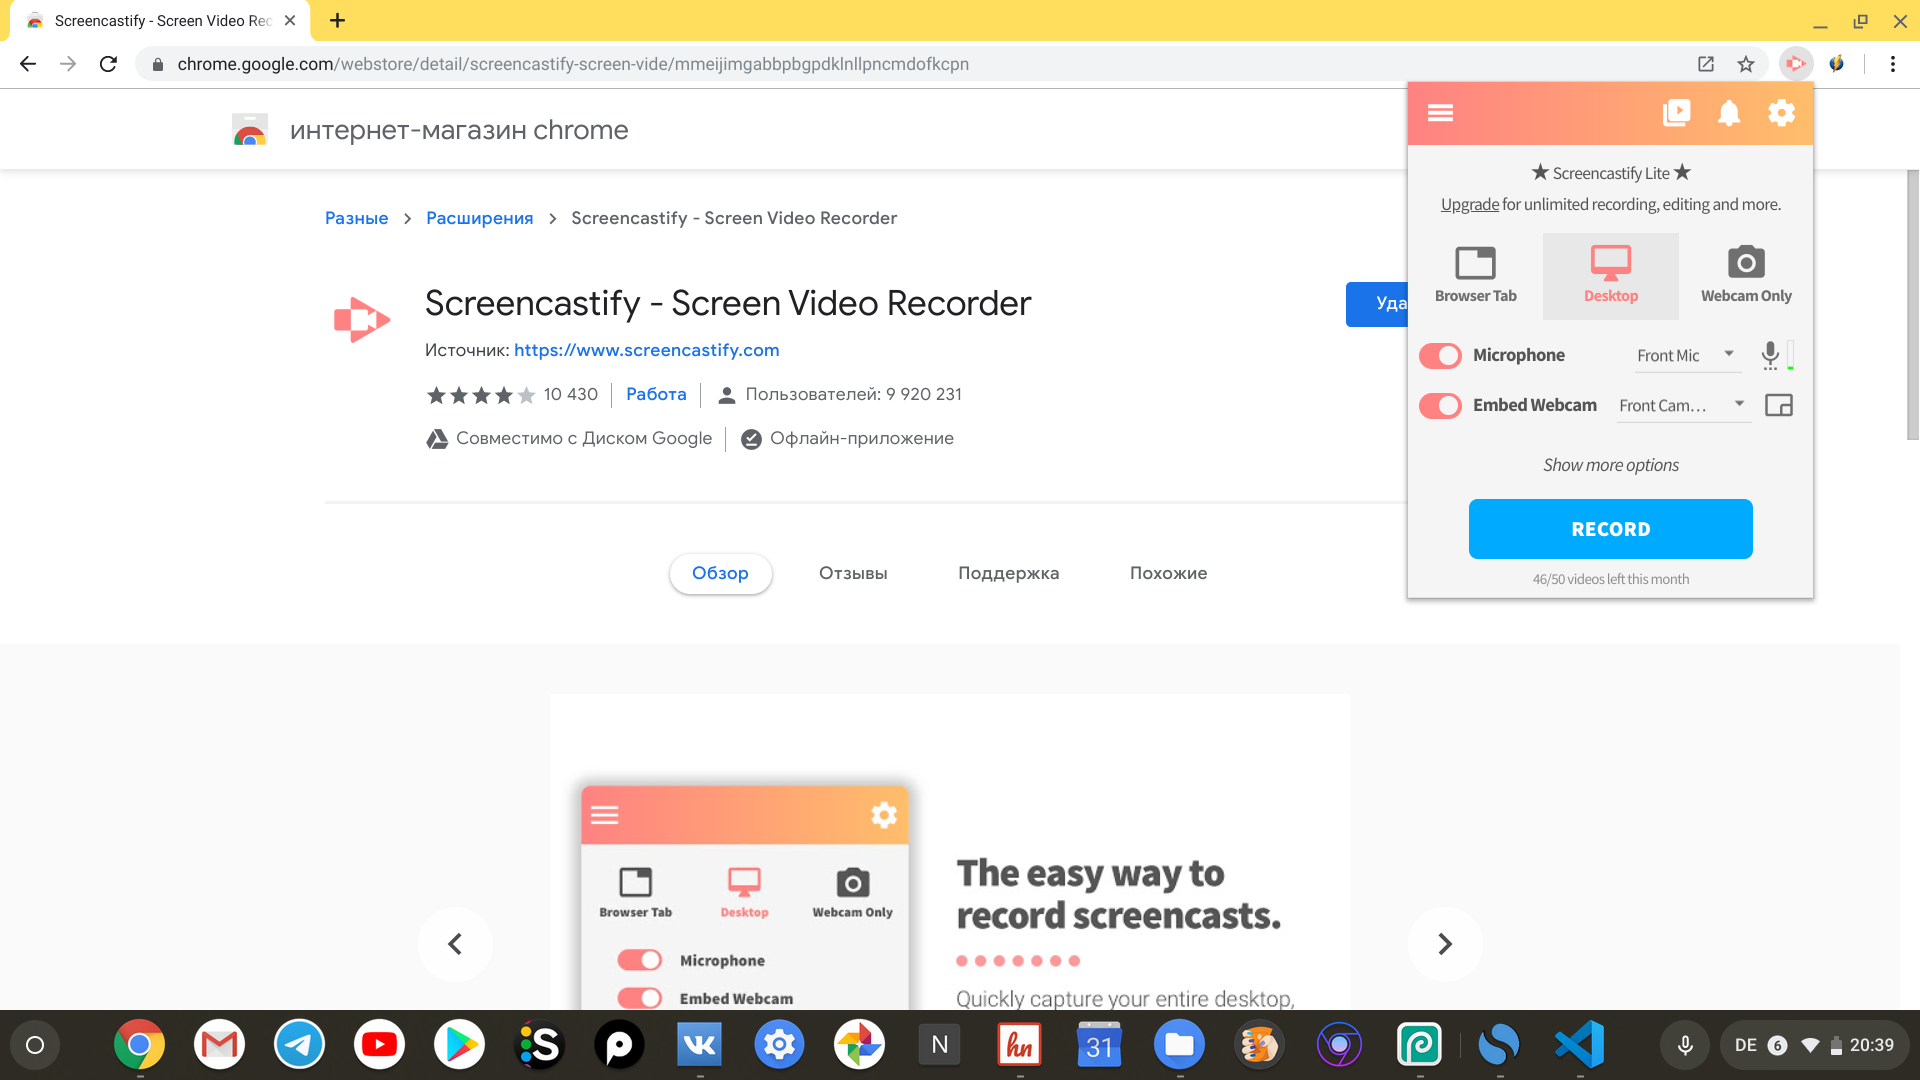 Screencastify - Screen Video Rec
chrome.google.com/webstore/detail/screencastify-screen-vide/mmeijimgabbpbgpdklnllpncmdofkcpn
интернет-магазин chrome
Разные > Расширения > Screencastify - Screen Video Recorder
Screencastify - Screen Video Recorder
Уда
Источник: https://www.screencastify.com
10 430 Работа Пользователей: 9 920 231
Совместимо с Диском Google Офлайн-приложение
Обзор Отзывы Поддержка Похожие
★ Screencastify Lite ★
Upgrade for unlimited recording, editing and more.
Browser Tab Desktop Webcam Only
Microphone Front Mic
Embed Webcam Front Cam...
Show more options
RECORD
46/50 videos left this month
Browser Tab Desktop Webcam Only
Microphone
Embed Webcam
The easy way to
record screencasts.
Quickly capture your entire desktop,
S N hn 31
DE 6 20:39